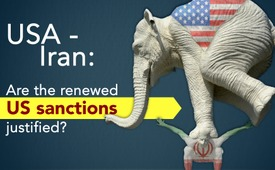 USA -
Iran:
Are the renewed
US sanctions
justified?